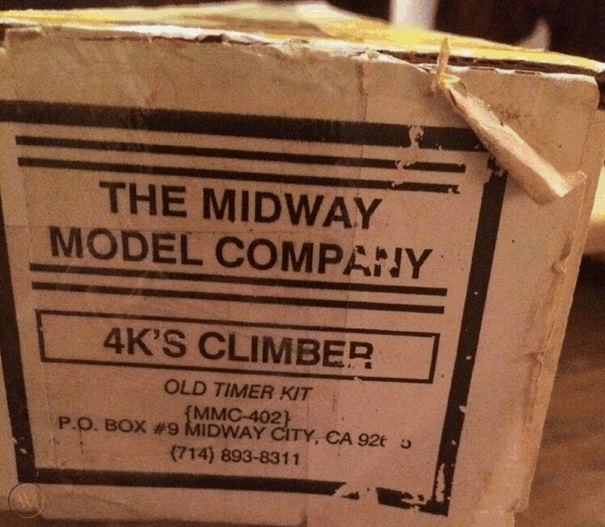 THE MIDWAY
MODEL COMPANY
4K'S CLIMBER
OLD TIMER KIT
{MMC-402}
P.O. BOX #9 MIDWAY CITY, CA
(714) 893-8311